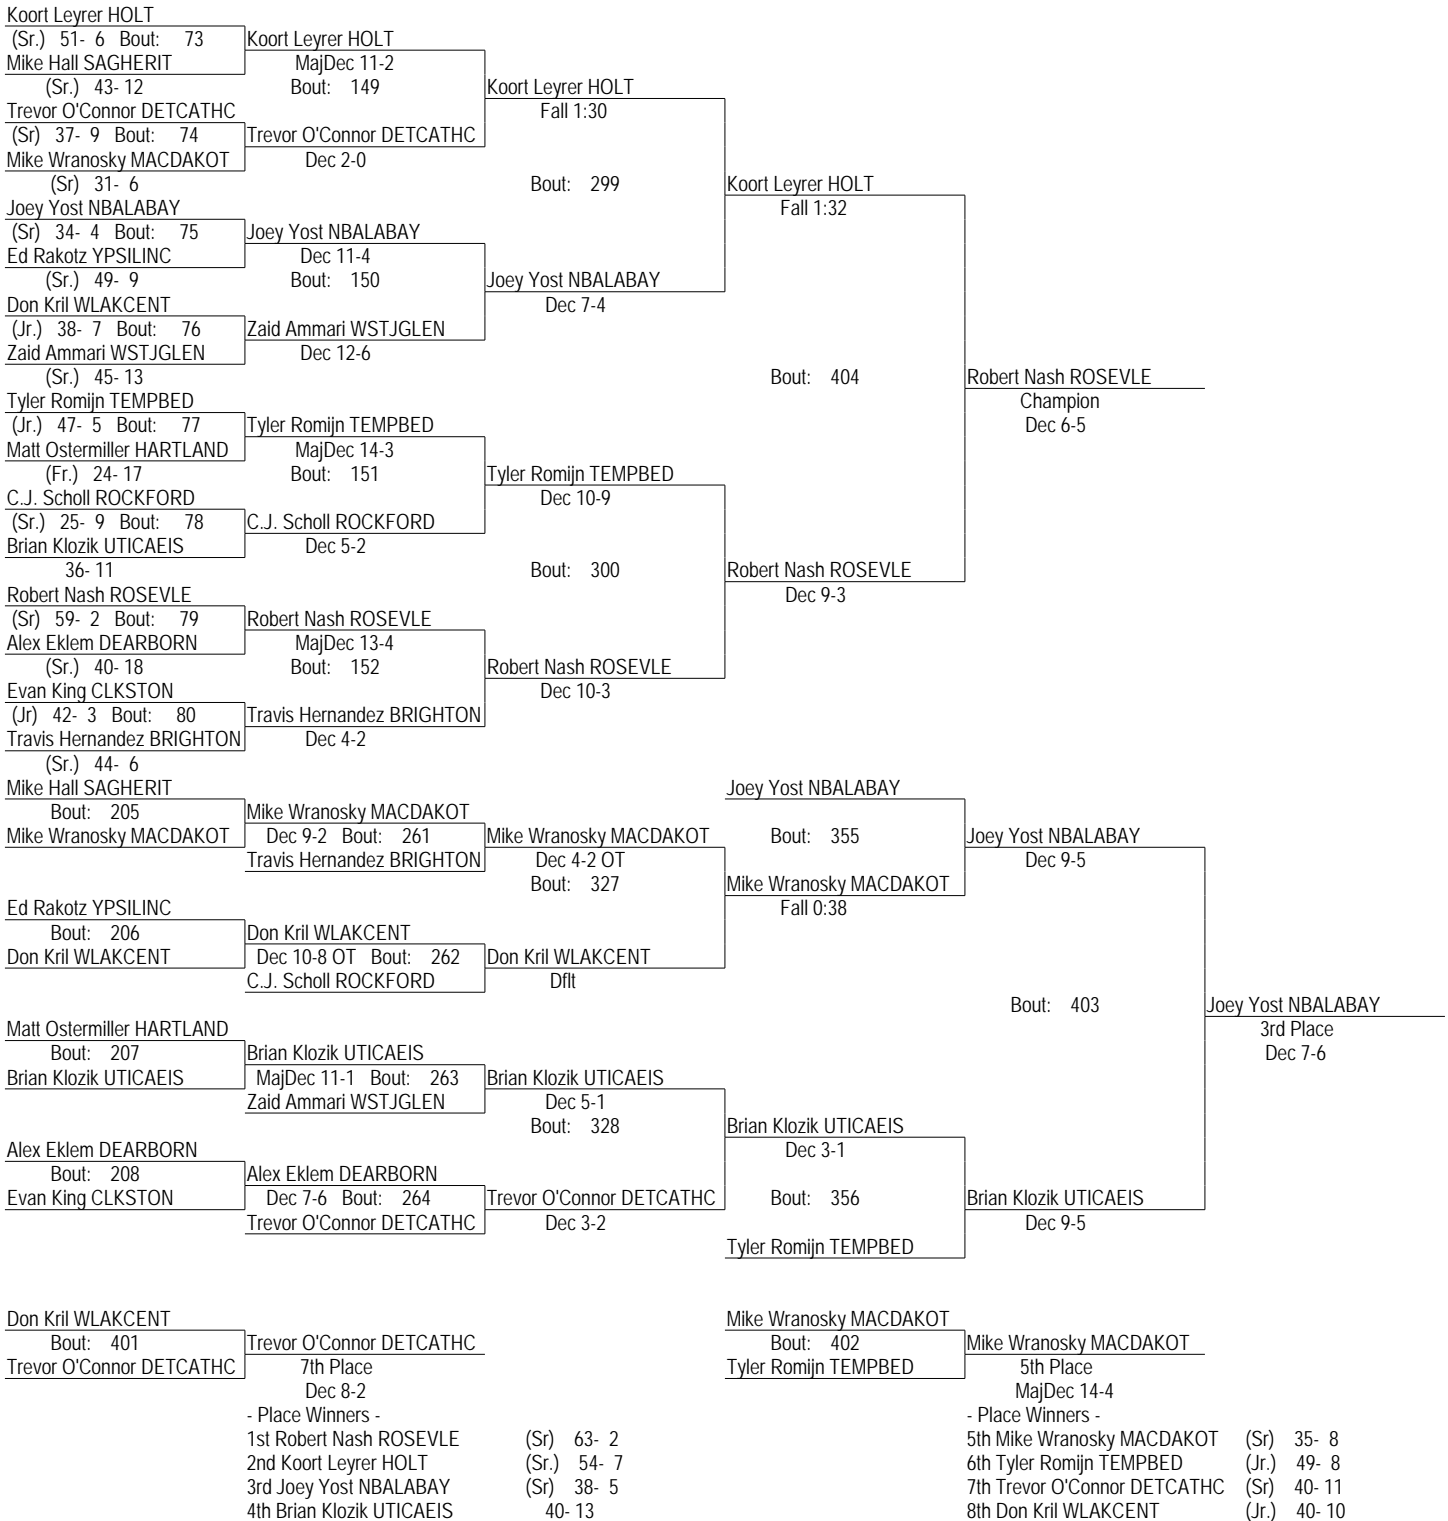 Koort Leyrer HOLT
(Sr.) 51- 6 Bout: 73 Koort Leyrer HOLT
Mike Hall SAGHERIT MajDec 11-2
(Sr.) 43- 12 Bout: 149 Koort Leyrer HOLT
Trevor O'Connor DETCATHC Fall 1:30
(Sr) 37- 9 Bout: 74 Trevor O'Connor DETCATHC
Mike Wranosky MACDAKOT Dec 2-0
(Sr) 31- 6 Bout: 299 Koort Leyrer HOLT
Joey Yost NBALABAY Fall 1:32
(Sr) 34- 4 Bout: 75 Joey Yost NBALABAY
Ed Rakotz YPSILINC Dec 11-4
(Sr.) 49- 9 Bout: 150 Joey Yost NBALABAY
Don Kril WLAKCENT Dec 7-4
(Jr.) 38- 7 Bout: 76 Zaid Ammari WSTJGLEN
Zaid Ammari WSTJGLEN Dec 12-6
(Sr.) 45- 13 Bout: 404 Robert Nash ROSEVLE
Tyler Romijn TEMPBED Champion
(Jr.) 47- 5 Bout: 77 Tyler Romijn TEMPBED Dec 6-5
Matt Ostermiller HARTLAND MajDec 14-3
(Fr.) 24- 17 Bout: 151 Tyler Romijn TEMPBED
C.J. Scholl ROCKFORD Dec 10-9
(Sr.) 25- 9 Bout: 78 C.J. Scholl ROCKFORD
Brian Klozik UTICAEIS Dec 5-2
36- 11 Bout: 300 Robert Nash ROSEVLE
Robert Nash ROSEVLE Dec 9-3
(Sr) 59- 2 Bout: 79 Robert Nash ROSEVLE
Alex Eklem DEARBORN MajDec 13-4
(Sr.) 40- 18 Bout: 152 Robert Nash ROSEVLE
Evan King CLKSTON Dec 10-3
(Jr) 42- 3 Bout: 80 Travis Hernandez BRIGHTON
Travis Hernandez BRIGHTON Dec 4-2
(Sr.) 44- 6
Mike Hall SAGHERIT Joey Yost NBALABAY
Bout: 205 Mike Wranosky MACDAKOT
Mike Wranosky MACDAKOT Dec 9-2 Bout: 261 Mike Wranosky MACDAKOT Bout: 355 Joey Yost NBALABAY
Travis Hernandez BRIGHTON Dec 4-2 OT Dec 9-5
Bout: 327 Mike Wranosky MACDAKOT
Ed Rakotz YPSILINC Fall 0:38
Bout: 206 Don Kril WLAKCENT
Don Kril WLAKCENT Dec 10-8 OT Bout: 262 Don Kril WLAKCENT
C.J. Scholl ROCKFORD Dflt
Bout: 403 Joey Yost NBALABAY
Matt Ostermiller HARTLAND 3rd Place
Bout: 207 Brian Klozik UTICAEIS Dec 7-6
Brian Klozik UTICAEIS MajDec 11-1 Bout: 263 Brian Klozik UTICAEIS
Zaid Ammari WSTJGLEN Dec 5-1
Bout: 328 Brian Klozik UTICAEIS
Alex Eklem DEARBORN Dec 3-1
Bout: 208 Alex Eklem DEARBORN
Evan King CLKSTON Dec 7-6 Bout: 264 Trevor O'Connor DETCATHC Bout: 356 Brian Klozik UTICAEIS
Trevor O'Connor DETCATHC Dec 3-2 Dec 9-5
Tyler Romijn TEMPBED
Don Kril WLAKCENT Mike Wranosky MACDAKOT
Bout: 401 Trevor O'Connor DETCATHC Bout: 402 Mike Wranosky MACDAKOT
Trevor O'Connor DETCATHC 7th Place Tyler Romijn TEMPBED 5th Place
Dec 8-2 MajDec 14-4
- Place Winners - - Place Winners -
1st Robert Nash ROSEVLE (Sr) 63- 2 5th Mike Wranosky MACDAKOT (Sr) 35- 8
2nd Koort Leyrer HOLT (Sr.) 54- 7 6th Tyler Romijn TEMPBED (Jr.) 49- 8
3rd Joey Yost NBALABAY (Sr) 38- 5 7th Trevor O'Connor DETCATHC (Sr) 40- 11
4th Brian Klozik UTICAEIS 40- 13 8th Don Kril WLAKCENT (Jr.) 40- 10